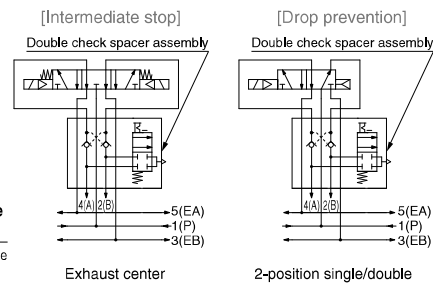 [Intermediate stop]
[Drop prevention]
Double check spacer assembly
Double check spacer assembly
4(A) 2(B)
5(EA)
1(P)
3(EB)
4(A) 2(B)
5(EA)
1(P)
3(EB)
e
e
Exhaust center
2-position single/double